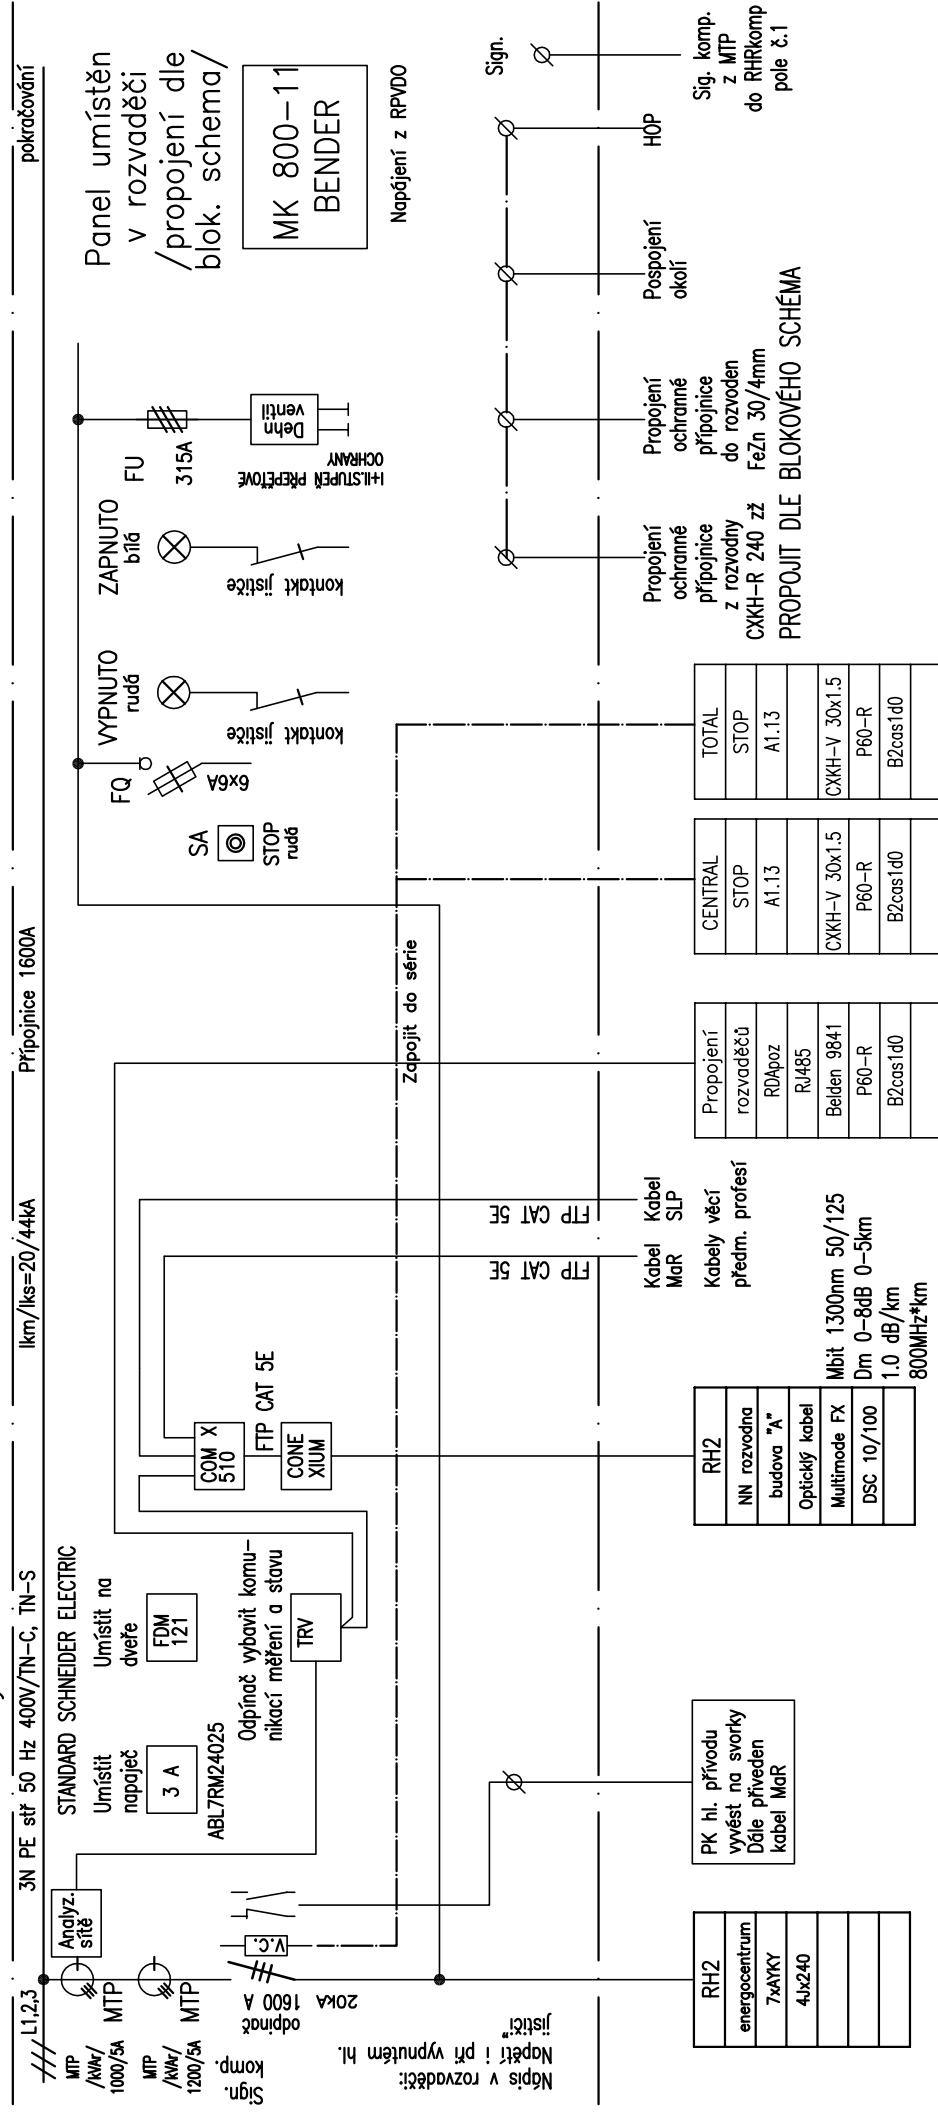 L1,2,3
3N PE stř 50 Hz 400V/TN-C, TN-S
Ikm/Iks=20/44kA
Přípojnice 1600A
pokračování
MTP
/kVAr/
1000/5A
MTP
MTP
/kVAr/
1200/5A
MTP
Sign.
komp.
Analyz.
sítě
STANDARD SCHNEIDER ELECTRIC
Umístit
napaječ
3 A
ABL7RM24025
Umístit na
dveře
FDM
121
Odpínač vybavit komu-
nikací měření a stavu
TRV
V.C.
odpínač
1600 A
20kA
Nápis v rozvaděči:
Napětí i při vypnutém hl.
jističi"
COM X
510
FTP CAT 5E
CONE
XIUM
FTP CAT 5E
FTP CAT 5E
Kabel
MaR
Kabel
SLP
Kabely věcí
předm. profesí
Zapojit do série
SA
STOP
rudá
FQ
6x6A
VYPNUTO
rudá
kontakt jističe
ZAPNUTO
bílá
kontakt jističe
FU
315A
Dehn
ventil
I+II.STUPEŇ PŘEPĚŤOVÉ
OCHRANY
Panel umístěn
v rozvaděči
/propojení dle
blok. schema/
MK 800-11
BENDER
Napájení z RPVDO
Sign.
Sig. komp.
z MTP
do RHRkomp
pole č.1
HOP
Pospojení
okolí
Propojení
ochranné
přípojnice
do rozvoden
FeZn 30/4mm
Propojení
ochranné
přípojnice
z rozvodny
CXKH-R 240 zž
PROPOJIT DLE BLOKOVÉHO SCHÉMA
RH2
energocentrum
7xAYKY
4Jx240
PK hl. přívodu
vyvést na svorky
Dále přiveden
kabel MaR
RH2
NN rozvodna
budova "A"
Optický kabel
Multimode FX
DSC 10/100
Mbit 1300nm 50/125
Dm 0-8dB 0-5km
1.0 dB/km
800MHz*km
Propojení
rozvaděčů
RDApoz
RJ485
Belden 9841
P60-R
B2cas1d0
CENTRAL
STOP
A1.13
CXKH-V 30x1.5
P60-R
B2cas1d0
TOTAL
STOP
A1.13
CXKH-V 30x1.5
P60-R
B2cas1d0